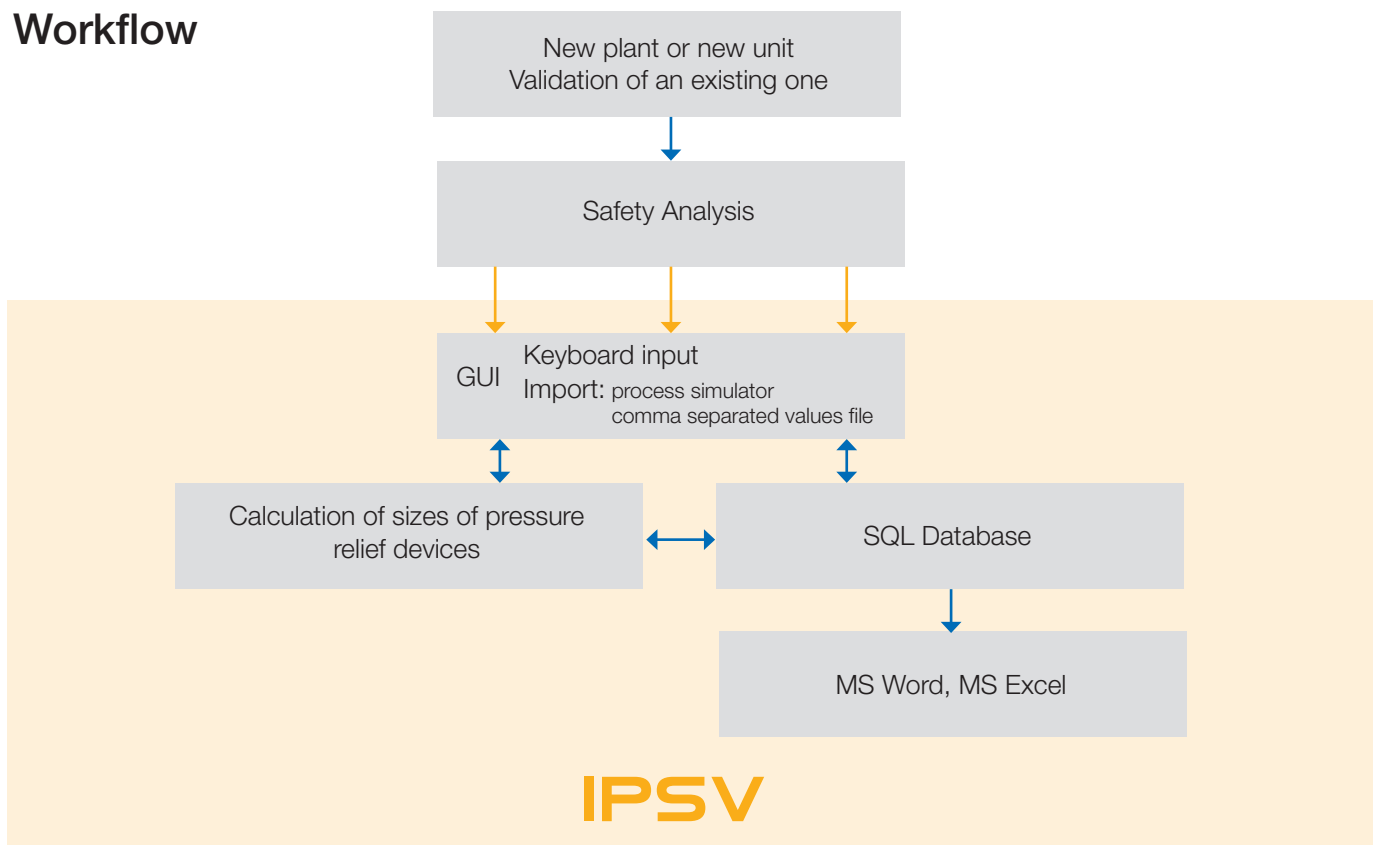 Workflow
New plant or new unit
Validation of an existing one
Safety Analysis
GUI
Keyboard input
Import: process simulator
comma separated values file
Calculation of sizes of pressure
relief devices
SQL Database
MS Word, MS Excel
IPSV